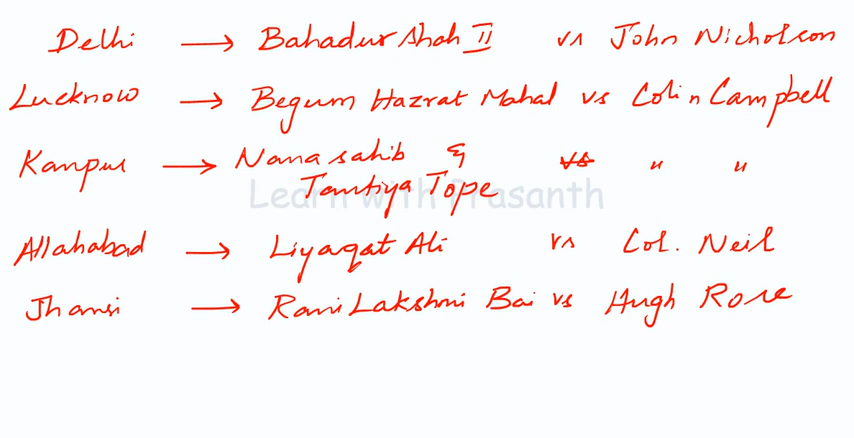 Delhi → Bahadur Shah II vs John Nicholson
Lucknow → Begum Hazrat Mahal vs Colin Campbell
Kanpur → Nana sahib & vs " "
Tantiya Tope
Learn with Prasanth
Allahabad → Liyaqat Ali vs Col. Neil
Jhansi → Rani Lakshmi Bai vs Hugh Rose